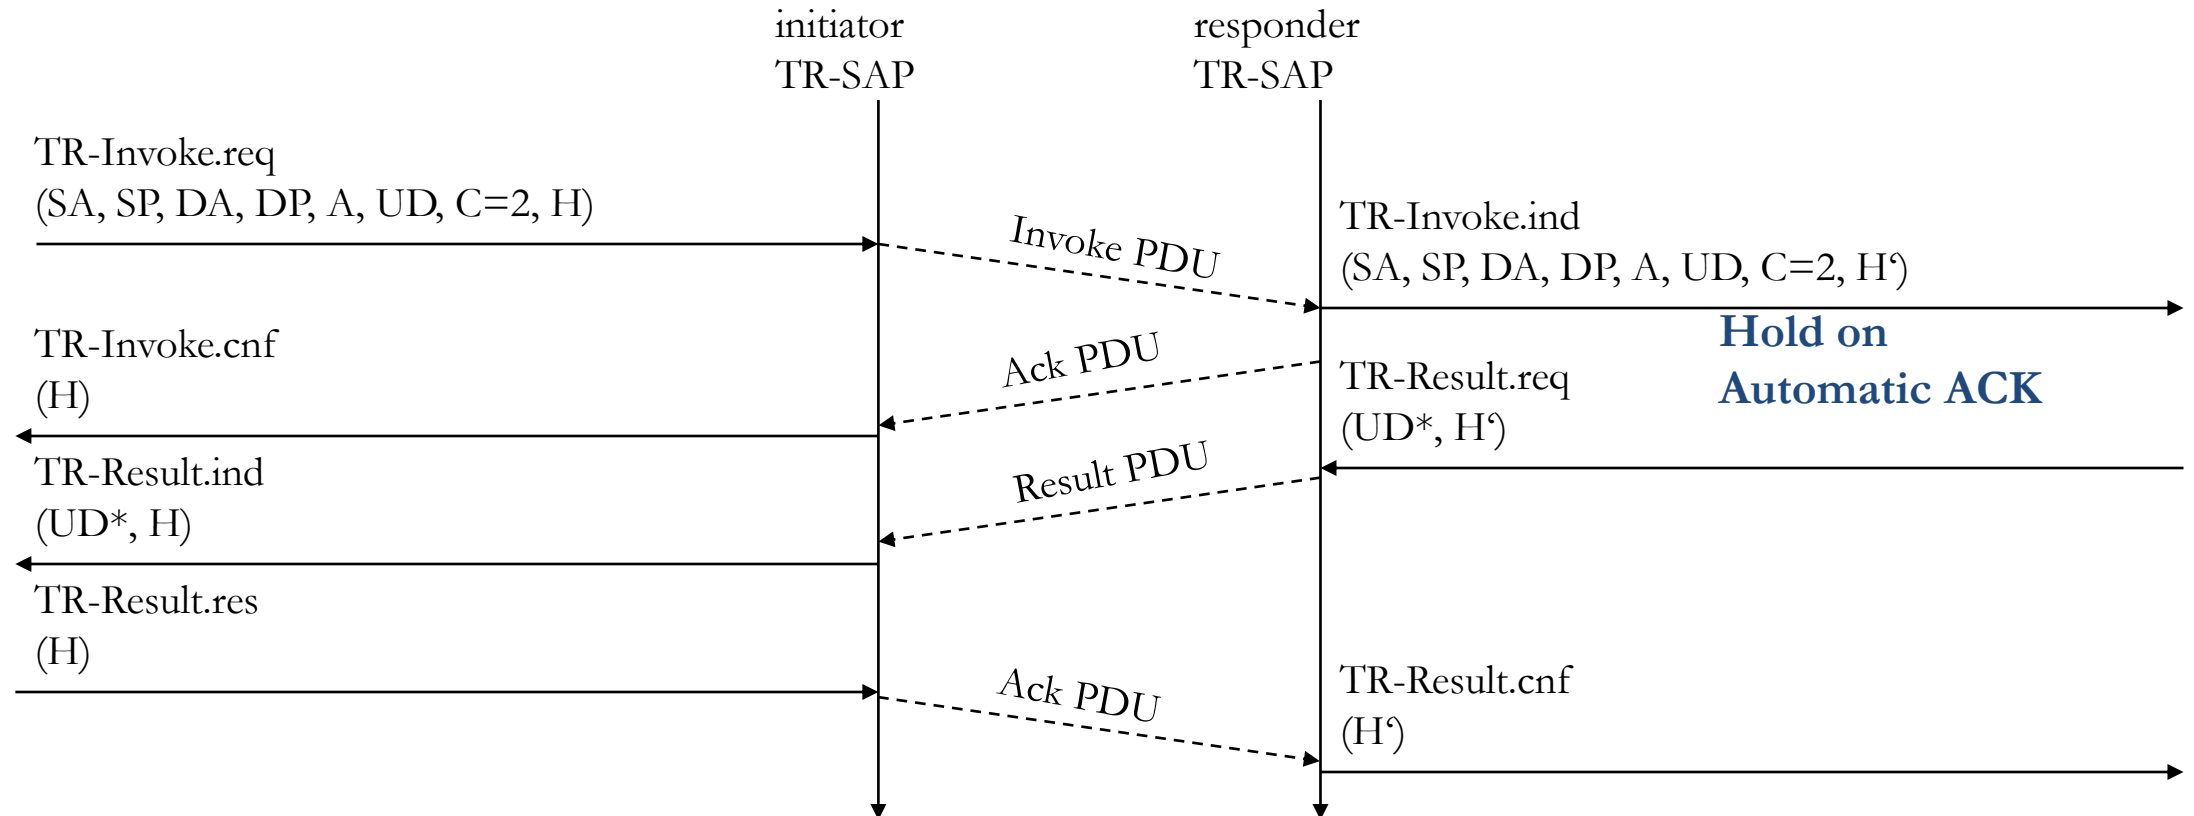 initiator
TR-SAP
responder
TR-SAP
TR-Invoke.req
(SA, SP, DA, DP, A, UD, C=2, H)
Invoke PDU
TR-Invoke.ind
(SA, SP, DA, DP, A, UD, C=2, H‘)
Hold on
Automatic ACK
TR-Invoke.cnf
(H)
Ack PDU
TR-Result.req
(UD*, H‘)
TR-Result.ind
(UD*, H)
Result PDU
TR-Result.res
(H)
Ack PDU
TR-Result.cnf
(H‘)